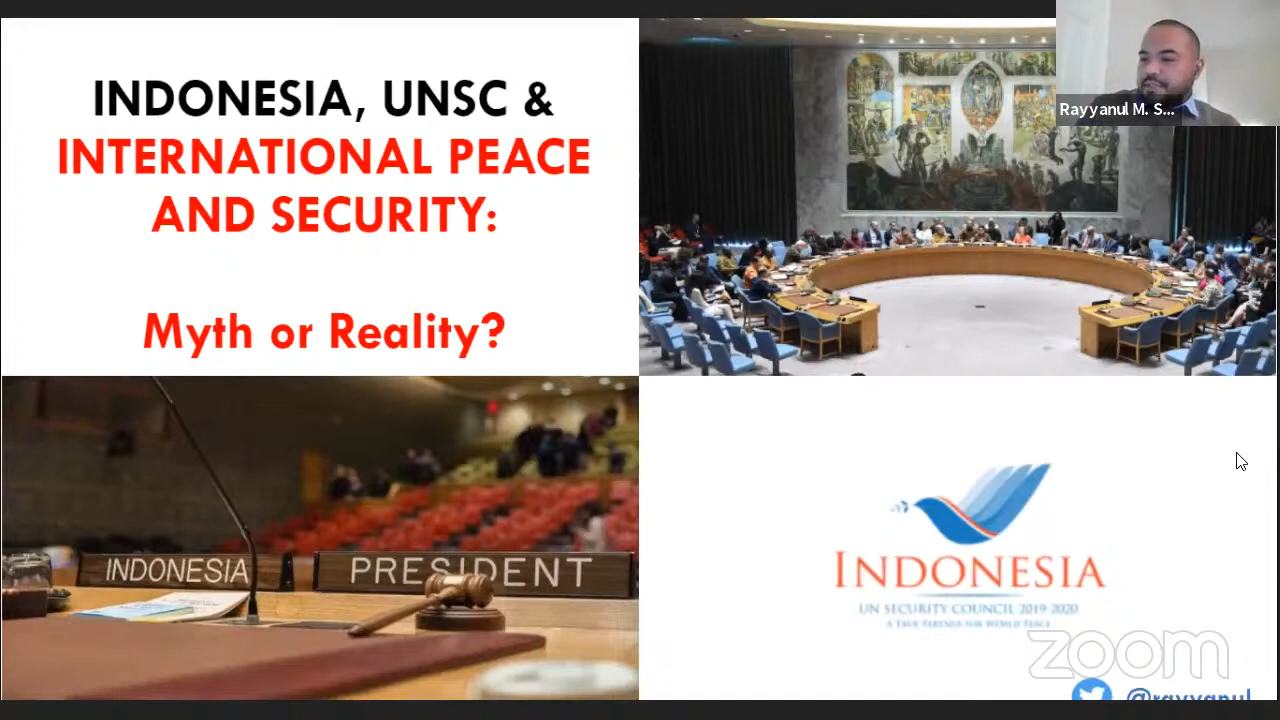 INDONESIA, UNSC &
INTERNATIONAL PEACE
AND SECURITY:
Myth or Reality?
Rayyanul M. S...
INDONESIA
PRESIDENT
INDONESIA
UN SECURITY COUNCIL 2019-2020
A TRUE PARTNER FOR WORLD PEACE
zoom
@rayyanul